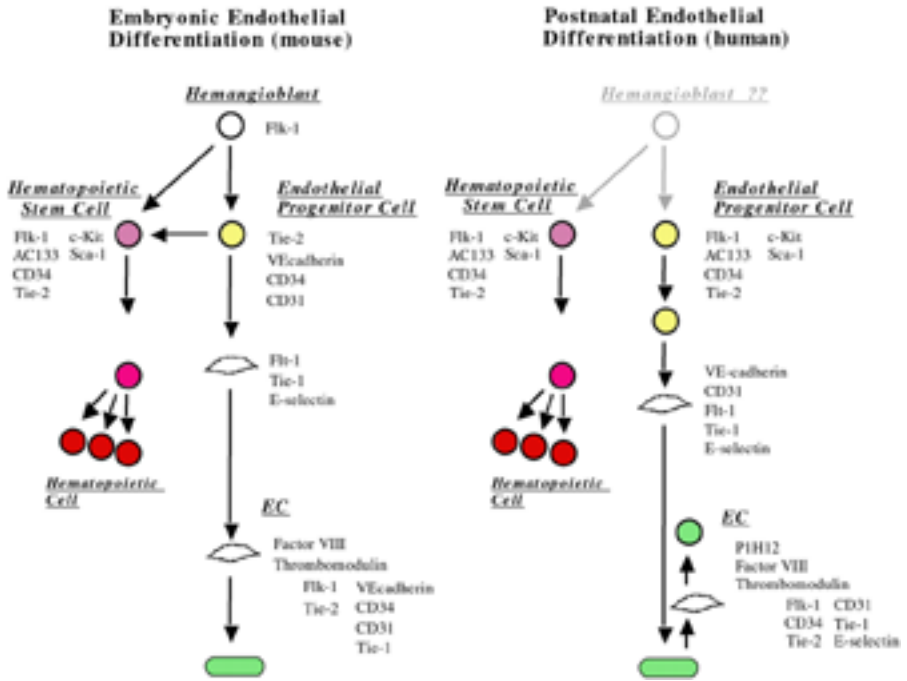 Embryonic Endothelial
Differentiation (mouse)
Hemangioblast
Flk-1
Hematopoietic
Stem Cell
Flk-1 c-Kit
AC133 Sca-1
CD34
Tie-2
Endothelial
Progenitor Cell
Tie-2
VEcadherin
CD34
CD31
Flt-1
Tie-1
E-selectin
Hematopoietic
Cell
EC
Factor VIII
Thrombomodulin
Flk-1 VEcadherin
Tie-2 CD34
CD31
Tie-1
Postnatal Endothelial
Differentiation (human)
Hemangioblast ??
Hematopoietic
Stem Cell
Flk-1 c-Kit
AC133 Sca-1
CD34
Tie-2
Endothelial
Progenitor Cell
Flk-1 c-Kit
AC133 Sca-1
CD34
Tie-2
VE-cadherin
CD31
Flt-1
Tie-1
E-selectin
Hematopoietic
Cell
EC
P1H12
Factor VIII
Thrombomodulin
Flk-1 CD31
CD34 Tie-1
Tie-2 E-selectin